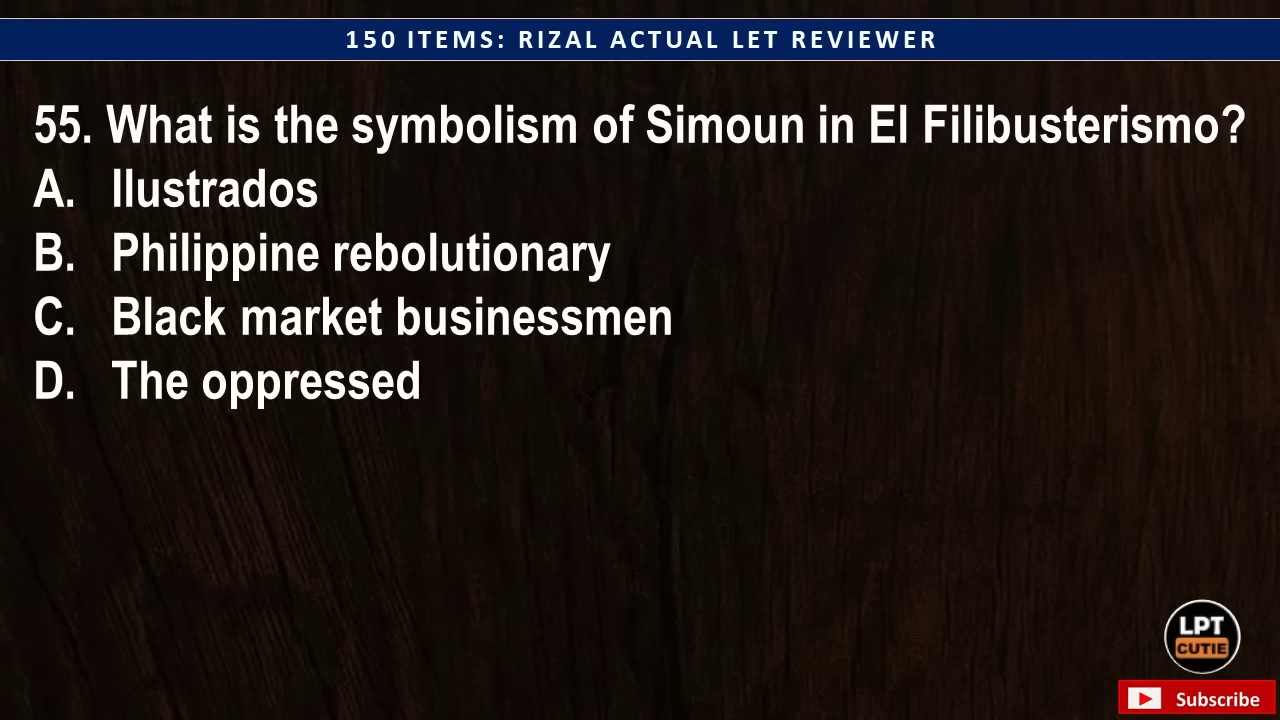 150 ITEMS: RIZAL ACTUAL LET REVIEWER
55. What is the symbolism of Simoun in El Filibusterismo?
A. Ilustrados
B. Philippine rebolutionary
C. Black market businessmen
D. The oppressed
LPT
CUTIE
Subscribe